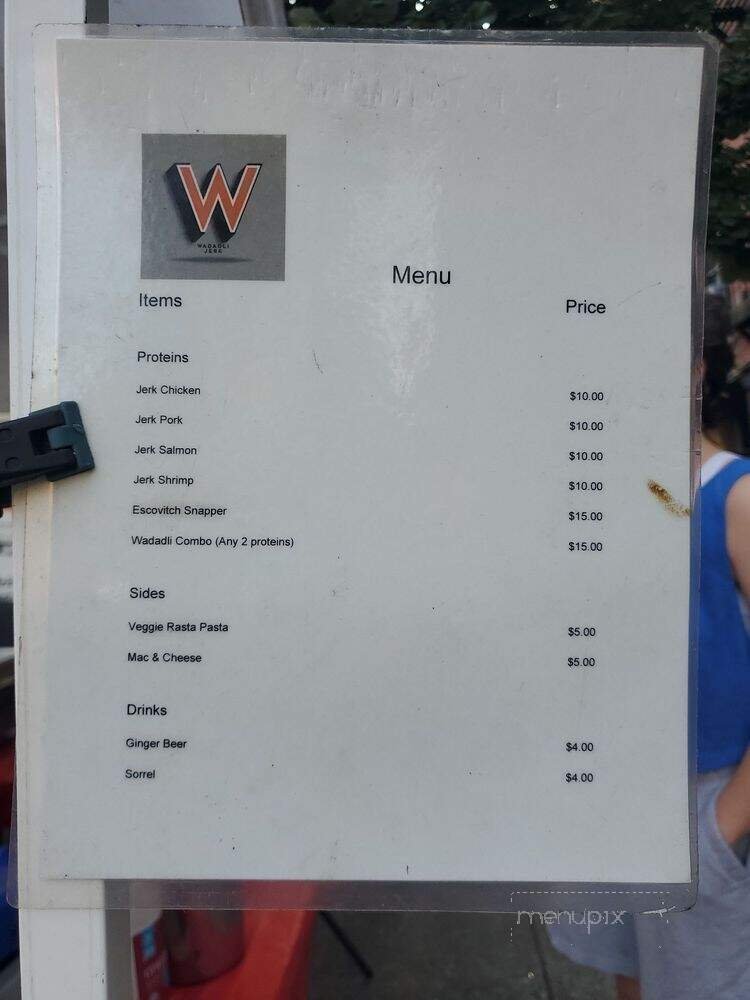 W
WADADLI
JERK
Menu
Items Price
Proteins
Jerk Chicken $10.00
Jerk Pork $10.00
Jerk Salmon $10.00
Jerk Shrimp $10.00
Escovitch Snapper $15.00
Wadadli Combo (Any 2 proteins) $15.00
Sides
Veggie Rasta Pasta $5.00
Mac & Cheese $5.00
Drinks
Ginger Beer $4.00
Sorrel $4.00
menupix